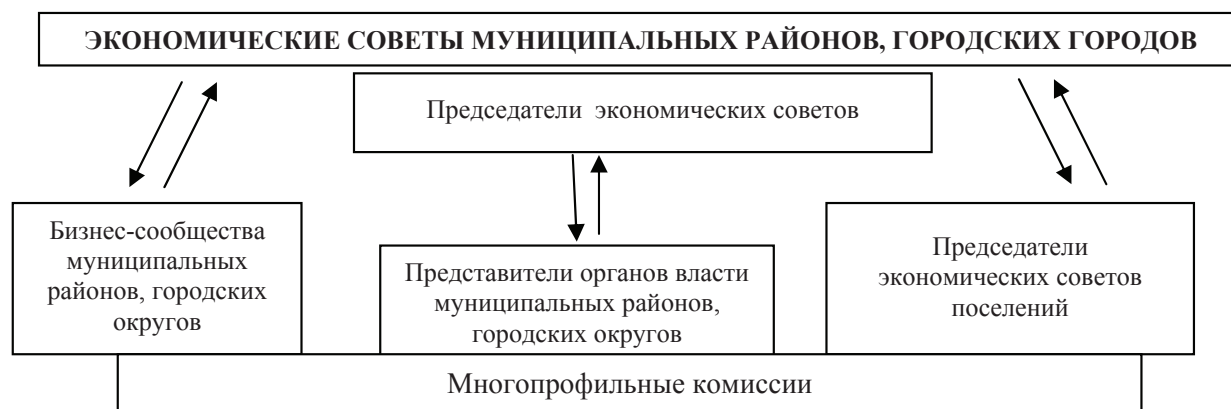 ЭКОНОМИЧЕСКИЕ СОВЕТЫ МУНИЦИПАЛЬНЫХ РАЙОНОВ, ГОРОДСКИХ ГОРОДОВ
Председатели экономических советов
Бизнес-сообщества
муниципальных
районов, городских
округов
Представители органов власти
муниципальных районов,
городских округов
Председатели
экономических советов
поселений
Многопрофильные комиссии